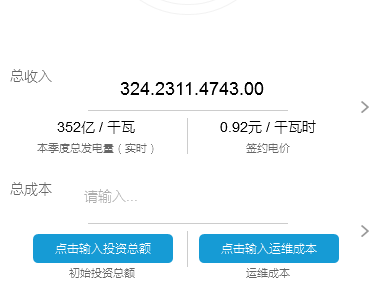 总收入
324.2311.4743.00
352亿 / 千瓦
0.92元 / 千瓦时
本季度总发电量（实时）
签约电价
总成本
请输入...
点击输入投资总额
点击输入运维成本
初始投资总额
运维成本